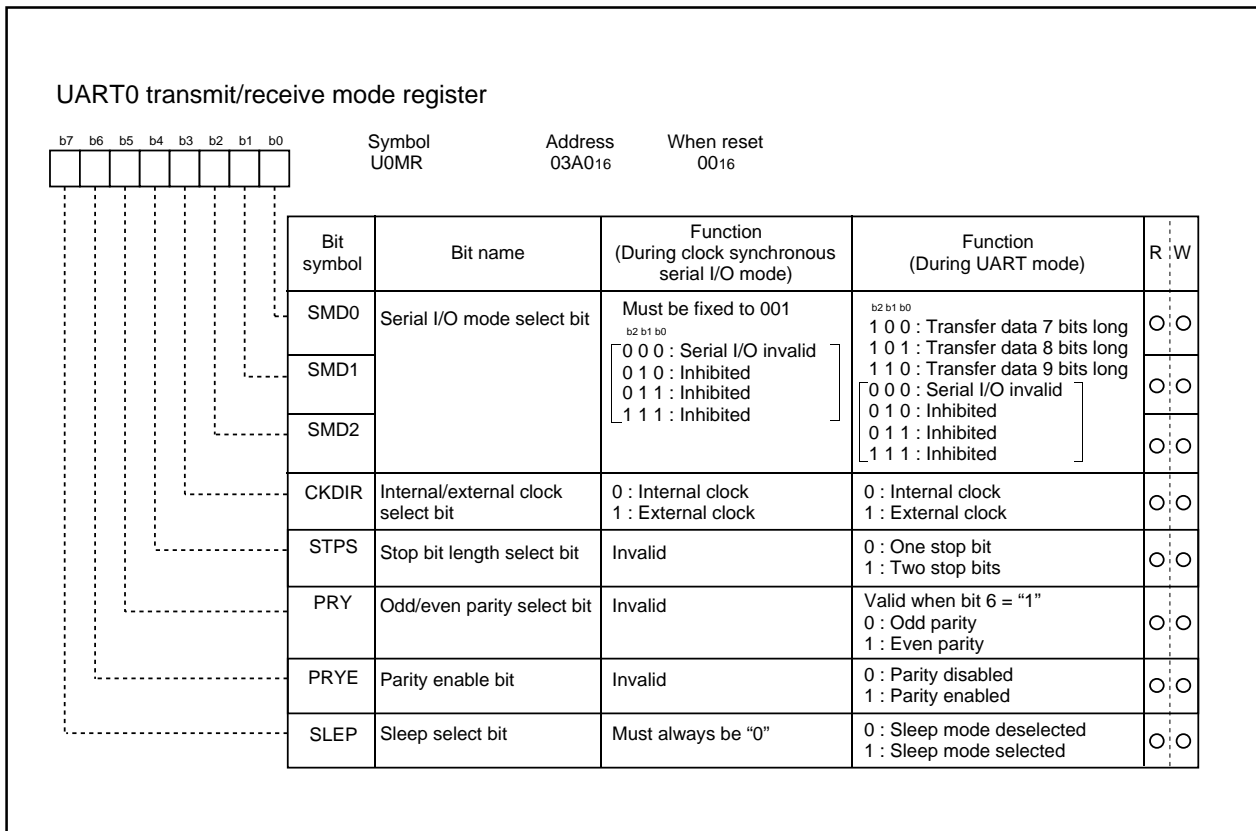 UART0 transmit/receive mode register
b7 b6 b5 b4 b3 b2 b1 b0
Symbol Address When reset
U0MR 03A016 0016
Bit symbol
Bit name
Function
(During clock synchronous
serial I/O mode)
Function
(During UART mode)
R W
SMD0
SMD1
SMD2
Serial I/O mode select bit
Must be fixed to 001
b2 b1 b0
0 0 0 : Serial I/O invalid
0 1 0 : Inhibited
0 1 1 : Inhibited
1 1 1 : Inhibited
b2 b1 b0
1 0 0 : Transfer data 7 bits long
1 0 1 : Transfer data 8 bits long
1 1 0 : Transfer data 9 bits long
0 0 0 : Serial I/O invalid
0 1 0 : Inhibited
0 1 1 : Inhibited
1 1 1 : Inhibited
CKDIR
Internal/external clock
select bit
0 : Internal clock
1 : External clock
0 : Internal clock
1 : External clock
STPS
Stop bit length select bit
Invalid
0 : One stop bit
1 : Two stop bits
PRY
Odd/even parity select bit
Invalid
Valid when bit 6 = “1”
0 : Odd parity
1 : Even parity
PRYE
Parity enable bit
Invalid
0 : Parity disabled
1 : Parity enabled
SLEP
Sleep select bit
Must always be “0”
0 : Sleep mode deselected
1 : Sleep mode selected